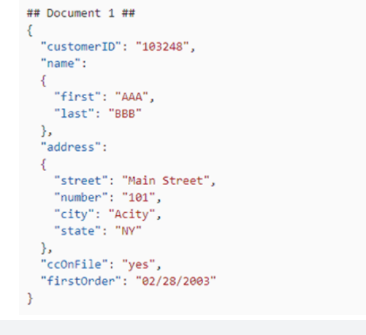 ## Document 1 ##
{
"customerID": "103248",
"name":
{
"first": "AAA",
"last": "BBB"
},
"address":
{
"street": "Main Street",
"number": "101",
"city": "Acity",
"state": "NY"
},
"ccOnFile": "yes",
"firstOrder": "02/28/2003"
}